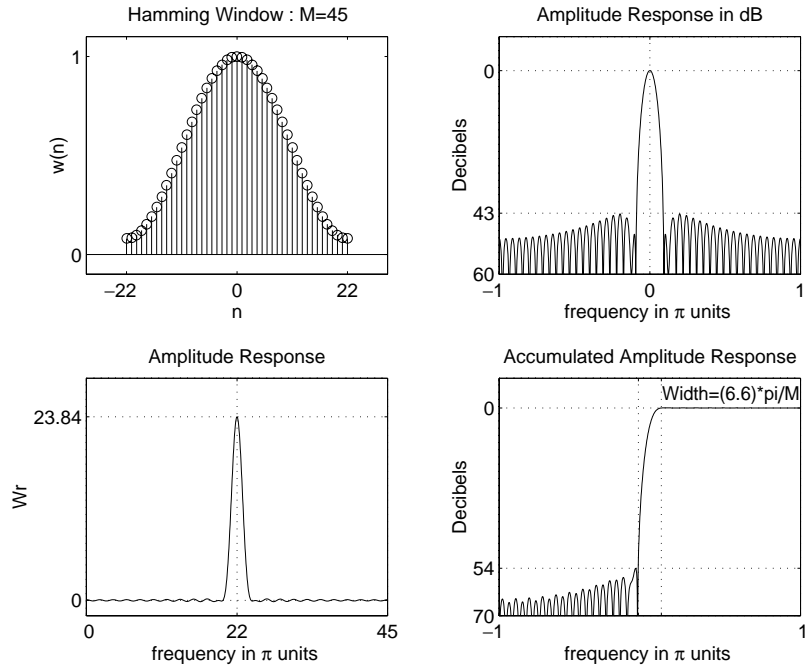 Hamming Window : M=45
1
w(n)
0
−22
0
22
n
Amplitude Response in dB
0
Decibels
43
60
−1
0
1
frequency in π units
Amplitude Response
23.84
Wr
0
0
22
45
frequency in π units
Accumulated Amplitude Response
Width=(6.6)*pi/M
0
Decibels
54
70
−1
1
frequency in π units